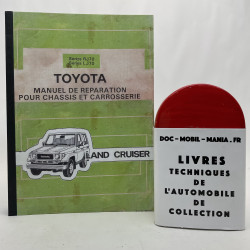 TOYOTA
MANUEL DE REPARATION
POUR CHASSIS ET CARROSSERIE
LAND CRUISER
DOC - MOBIL - MANIA . FR
LIVRES
TECHNIQUES
DE
L'AUTOMOBILE
DE
COLLECTION